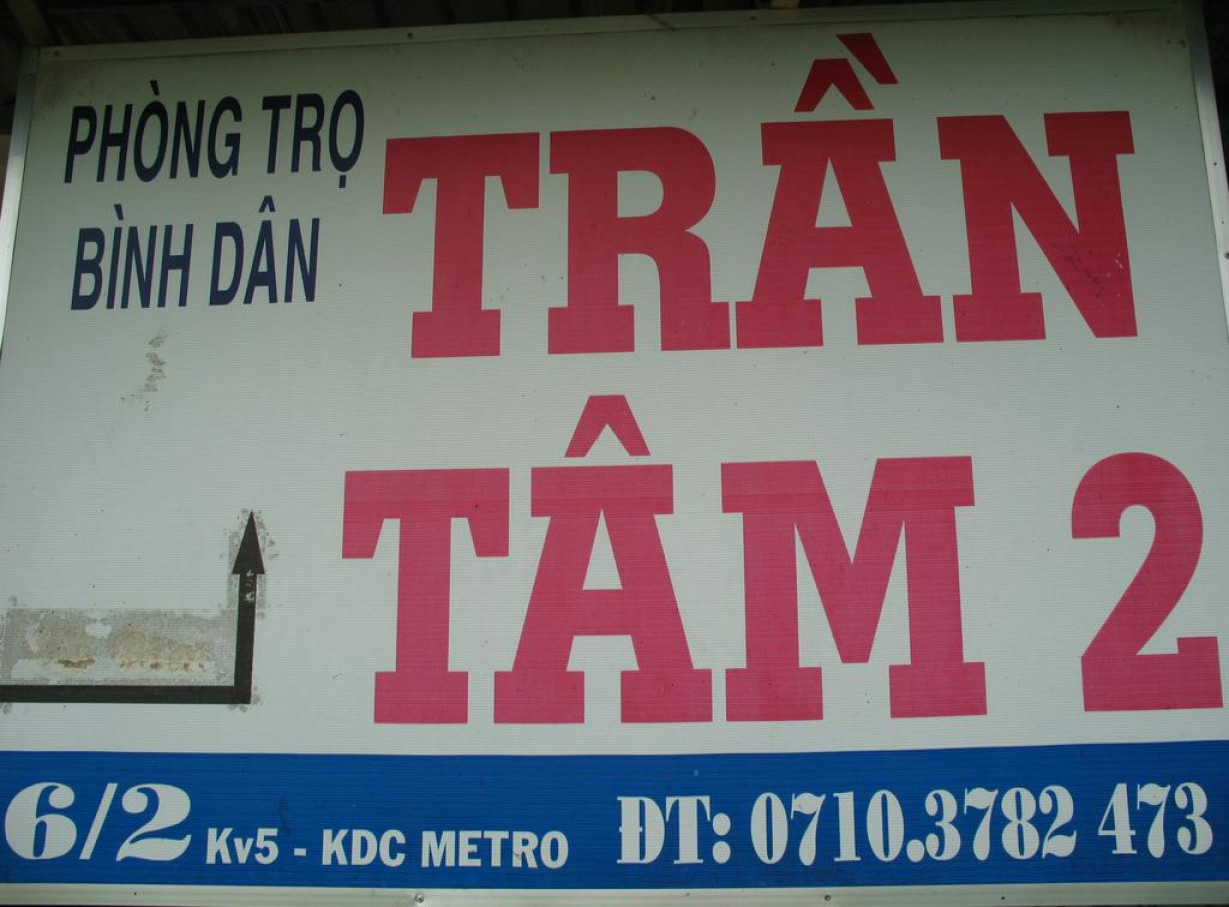 PHÒNG TRỌ
BÌNH DÂN
TRẦN
TÂM 2
6/2 Kv5 - KDC METRO ĐT: 0710.3782 473